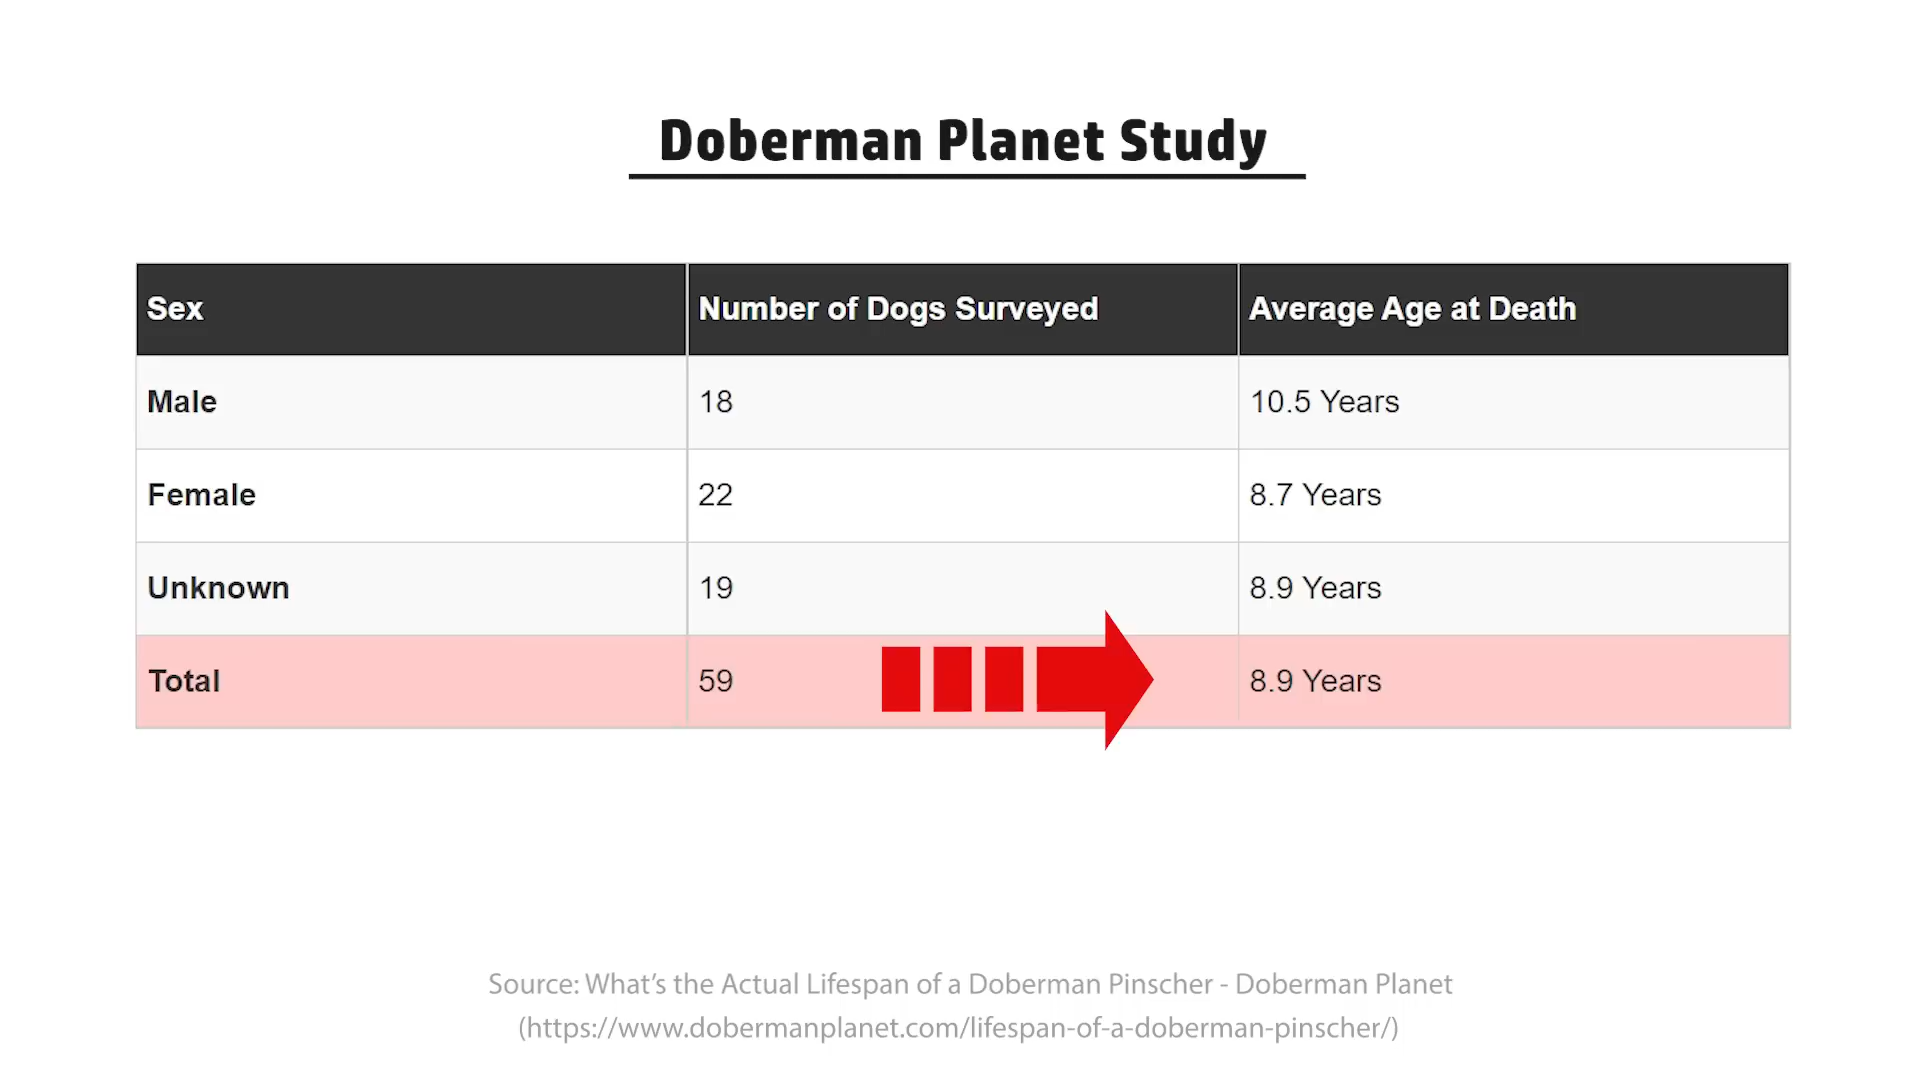 Doberman Planet Study
Sex Number of Dogs Surveyed Average Age at Death
Male 18 10.5 Years
Female 22 8.7 Years
Unknown 19 8.9 Years
Total 59 8.9 Years
Source: What’s the Actual Lifespan of a Doberman Pinscher - Doberman Planet
(https://www.dobermanplanet.com/lifespan-of-a-doberman-pinscher/)